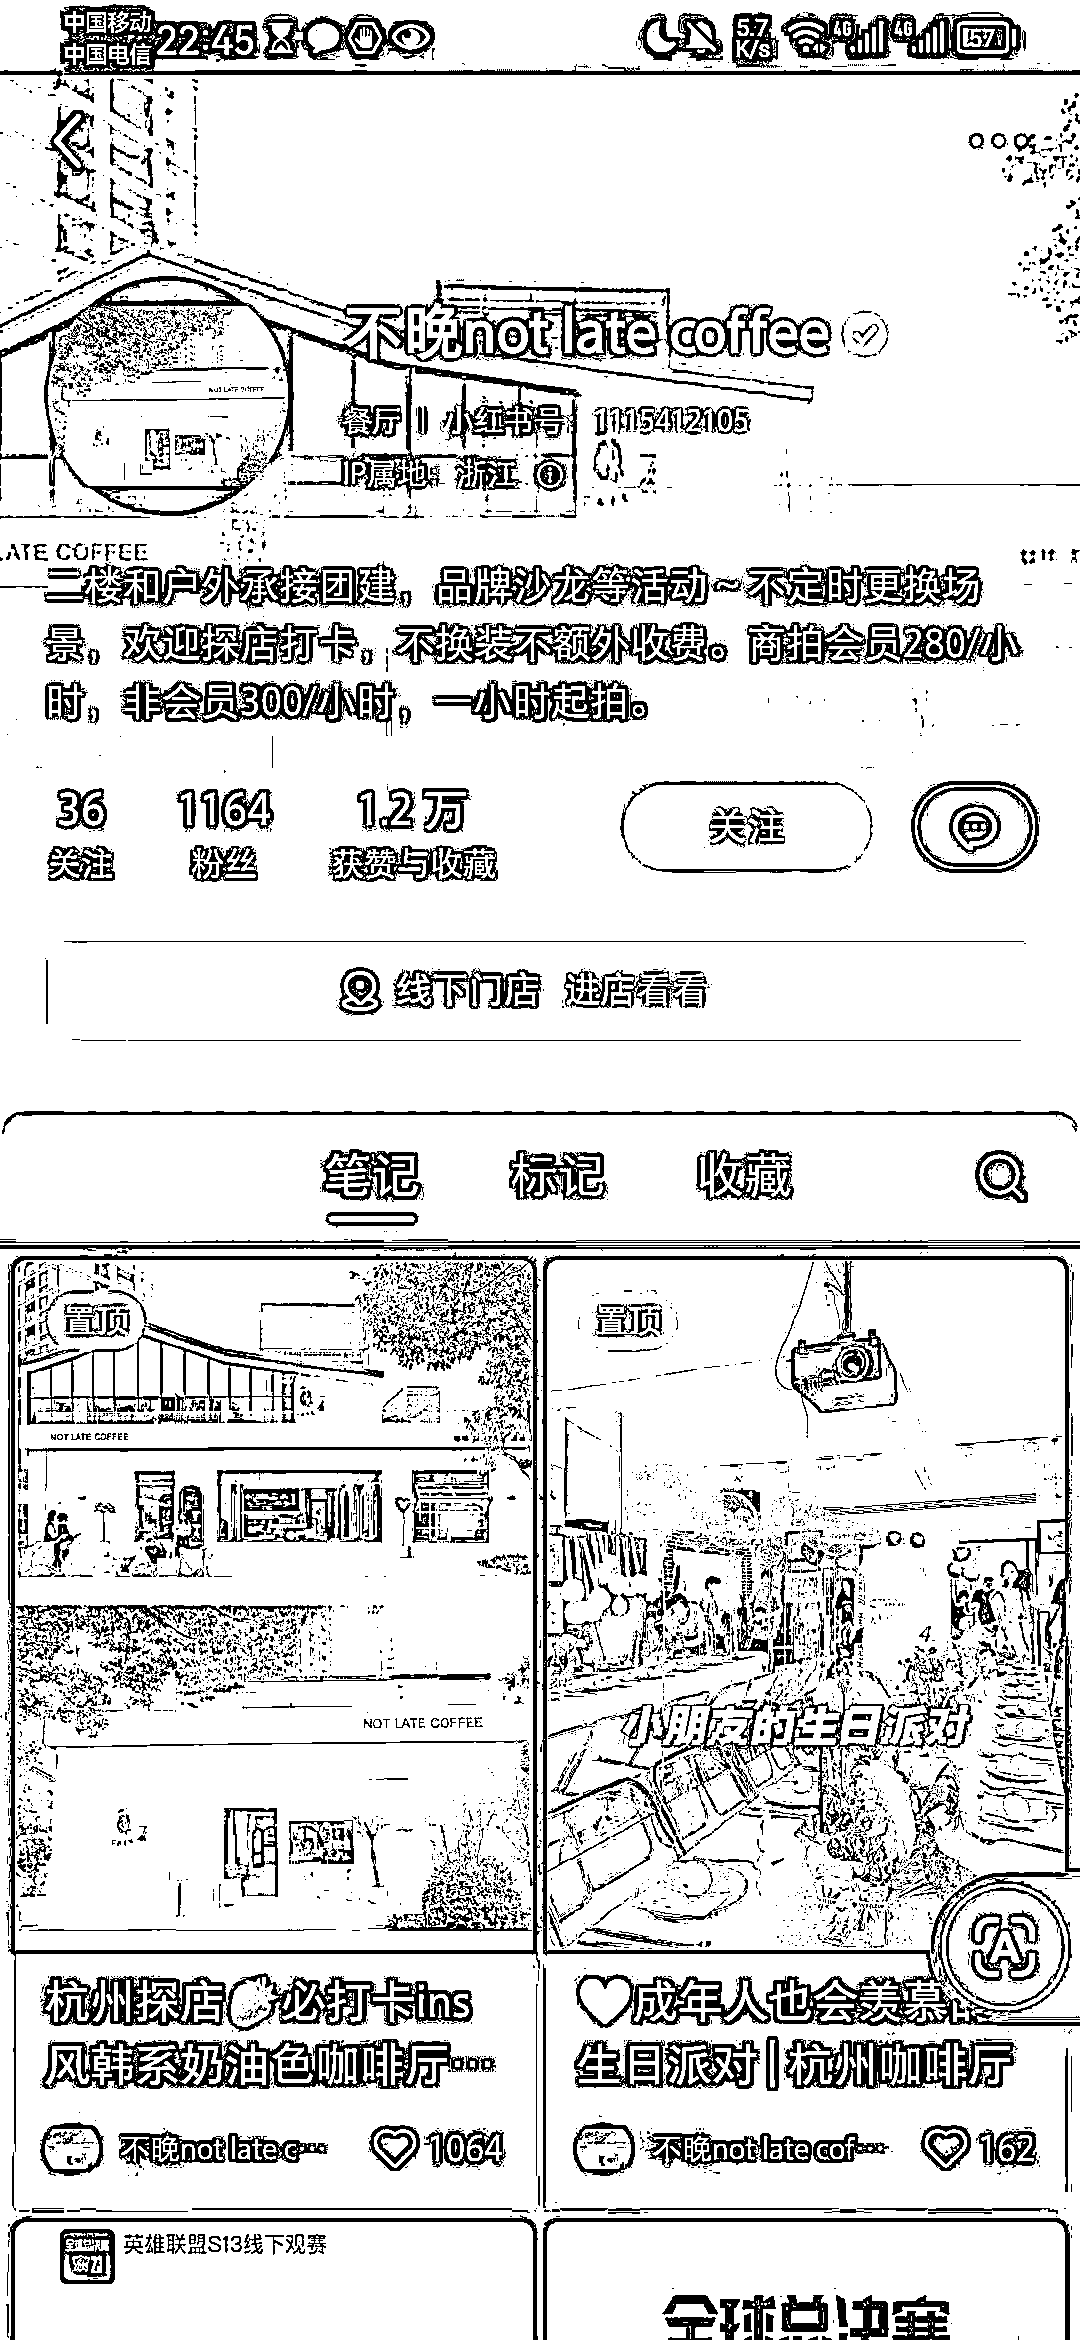 中国移动
中国电信
22:45
5.7
K/s
4G
4G
57
不晚not late coffee
NOT LATE COFFEE
餐厅 | 小红书号 1115412105
IP属地：浙江
LATE COFFEE
二楼和户外承接团建，品牌沙龙等活动～不定时更换场
景，欢迎探店打卡，不换装不额外收费。商拍会员280/小
时，非会员300/小时，一小时起拍。
36
关注
1164
粉丝
1.2万
获赞与收藏
关注
线下门店 进店看看
笔记
标记
收藏
置顶
NOT LATE COFFEE
NOT LATE COFFEE
置顶
小朋友的生日派对
杭州探店 必打卡ins
风韩系奶油色咖啡厅…
不晚not late c…
1064
成年人也会羡慕的
生日派对 | 杭州咖啡厅
不晚not late cof…
162
英雄联盟S13线下观赛
全球总决赛